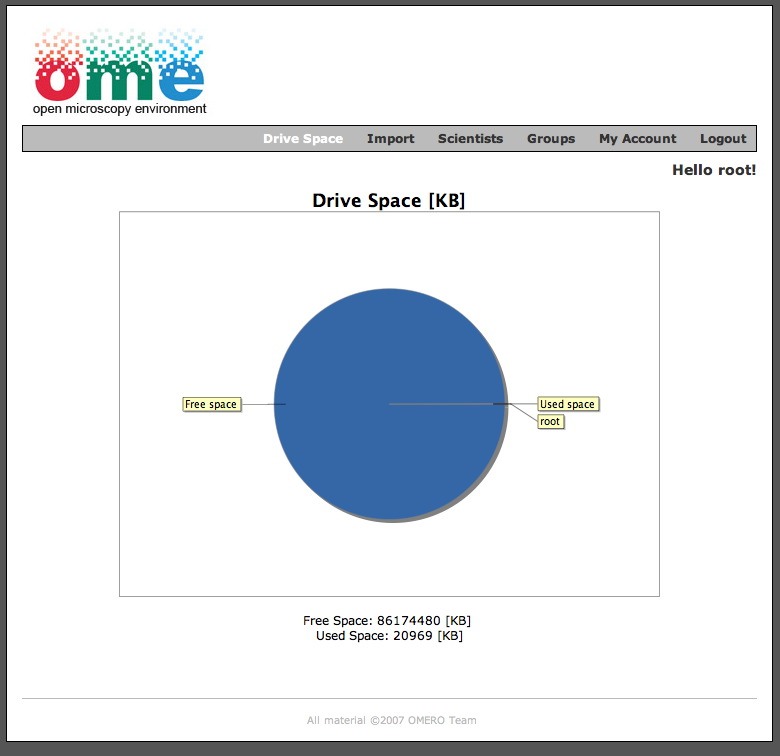 ome
open microscopy environment
Drive Space Import Scientists Groups My Account Logout
Hello root!
Drive Space [KB]
Free space
Used space
root
Free Space: 86174480 [KB]
Used Space: 20969 [KB]
All material ©2007 OMERO Team